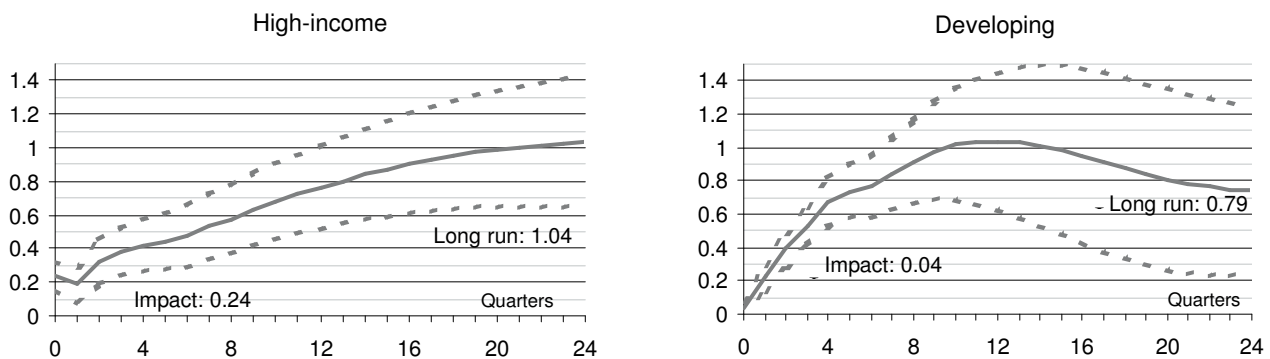 High-income
1.4
1.2
1
0.8
0.6
0.4
0.2
0
Long run: 1.04
Impact: 0.24
Quarters
0 4 8 12 16 20 24
Developing
1.4
1.2
1
0.8
0.6
0.4
0.2
0
Long run: 0.79
Impact: 0.04
Quarters
0 4 8 12 16 20 24